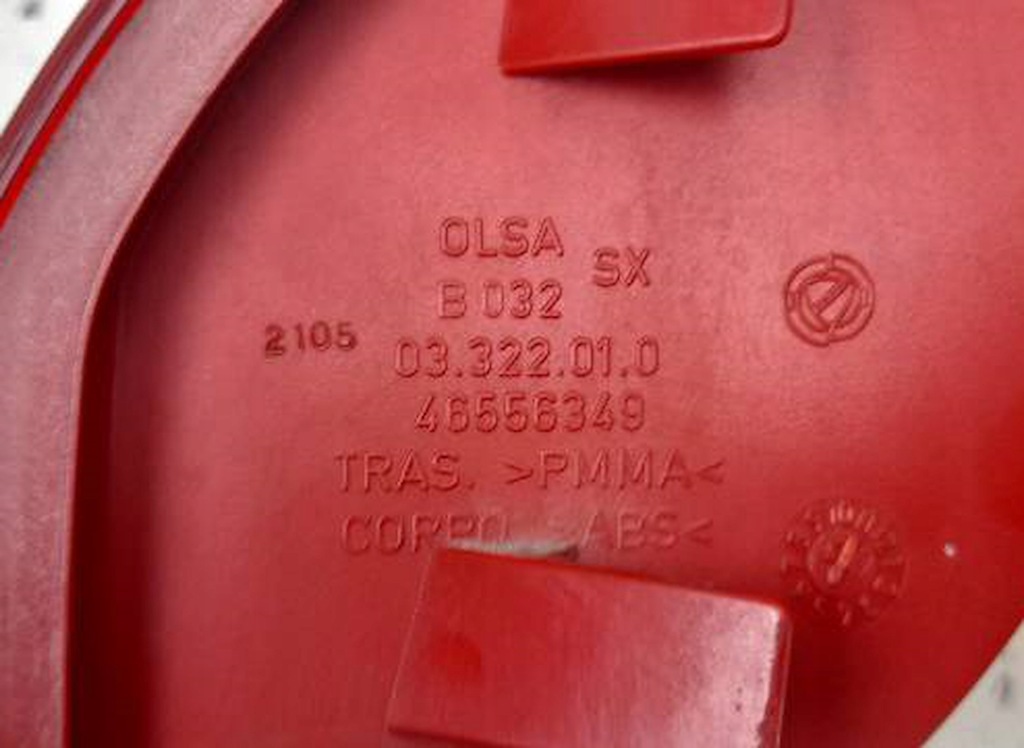 OLSA
SX
B 032
2105
03.322.01.0
46556349
TRAS. >PMMA<
CORPO >ABS<